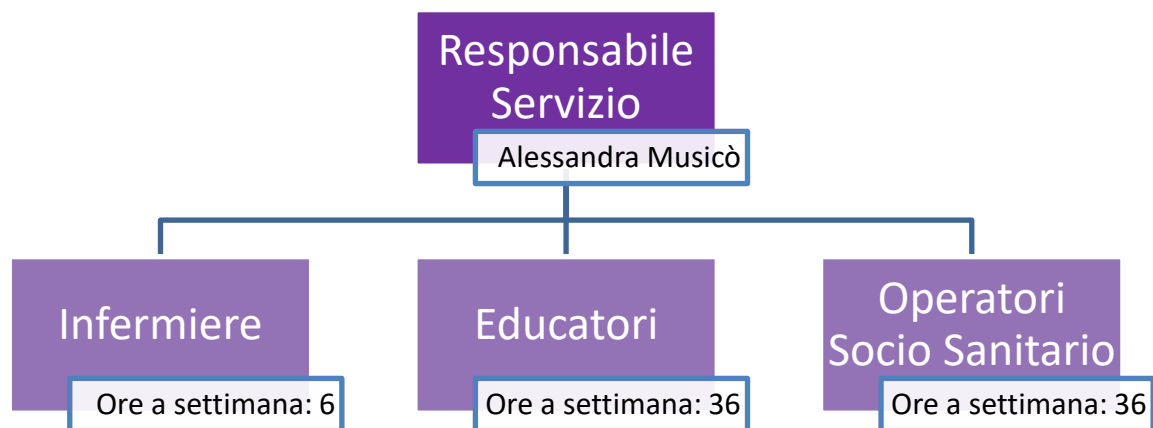 Responsabile
Servizio
Alessandra Musicò
Infermiere
Ore a settimana: 6
Educatori
Ore a settimana: 36
Operatori
Socio Sanitario
Ore a settimana: 36